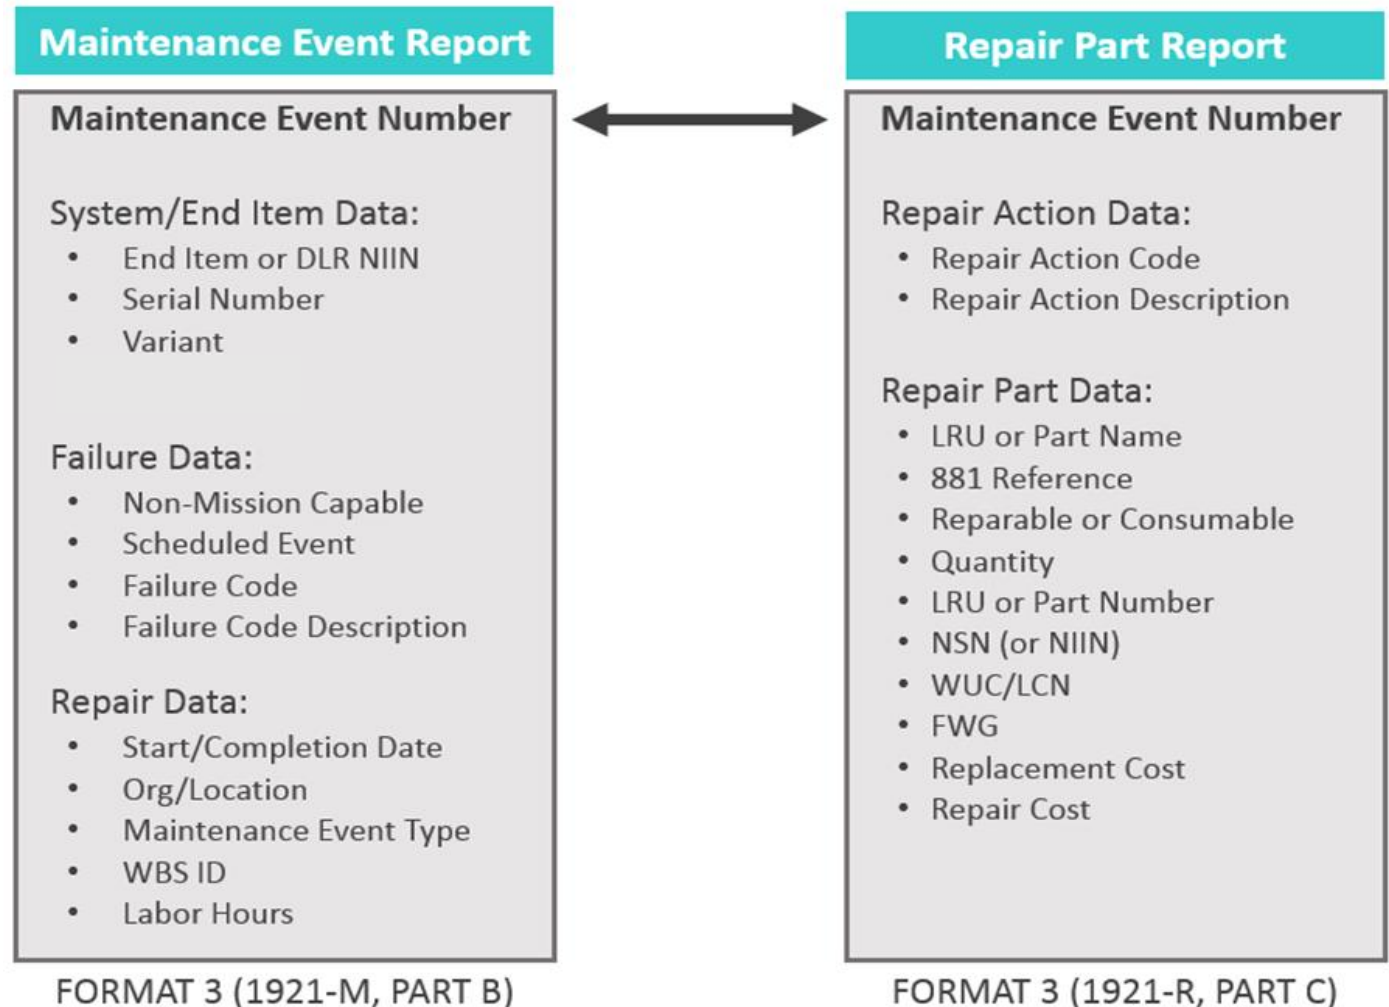 Maintenance Event Report
Maintenance Event Number
System/End Item Data:
• End Item or DLR NIIN
• Serial Number
• Variant
Failure Data:
• Non-Mission Capable
• Scheduled Event
• Failure Code
• Failure Code Description
Repair Data:
• Start/Completion Date
• Org/Location
• Maintenance Event Type
• WBS ID
• Labor Hours
FORMAT 3 (1921-M, PART B)
Repair Part Report
Maintenance Event Number
Repair Action Data:
• Repair Action Code
• Repair Action Description
Repair Part Data:
• LRU or Part Name
• 881 Reference
• Reparable or Consumable
• Quantity
• LRU or Part Number
• NSN (or NIIN)
• WUC/LCN
• FWG
• Replacement Cost
• Repair Cost
FORMAT 3 (1921-R, PART C)